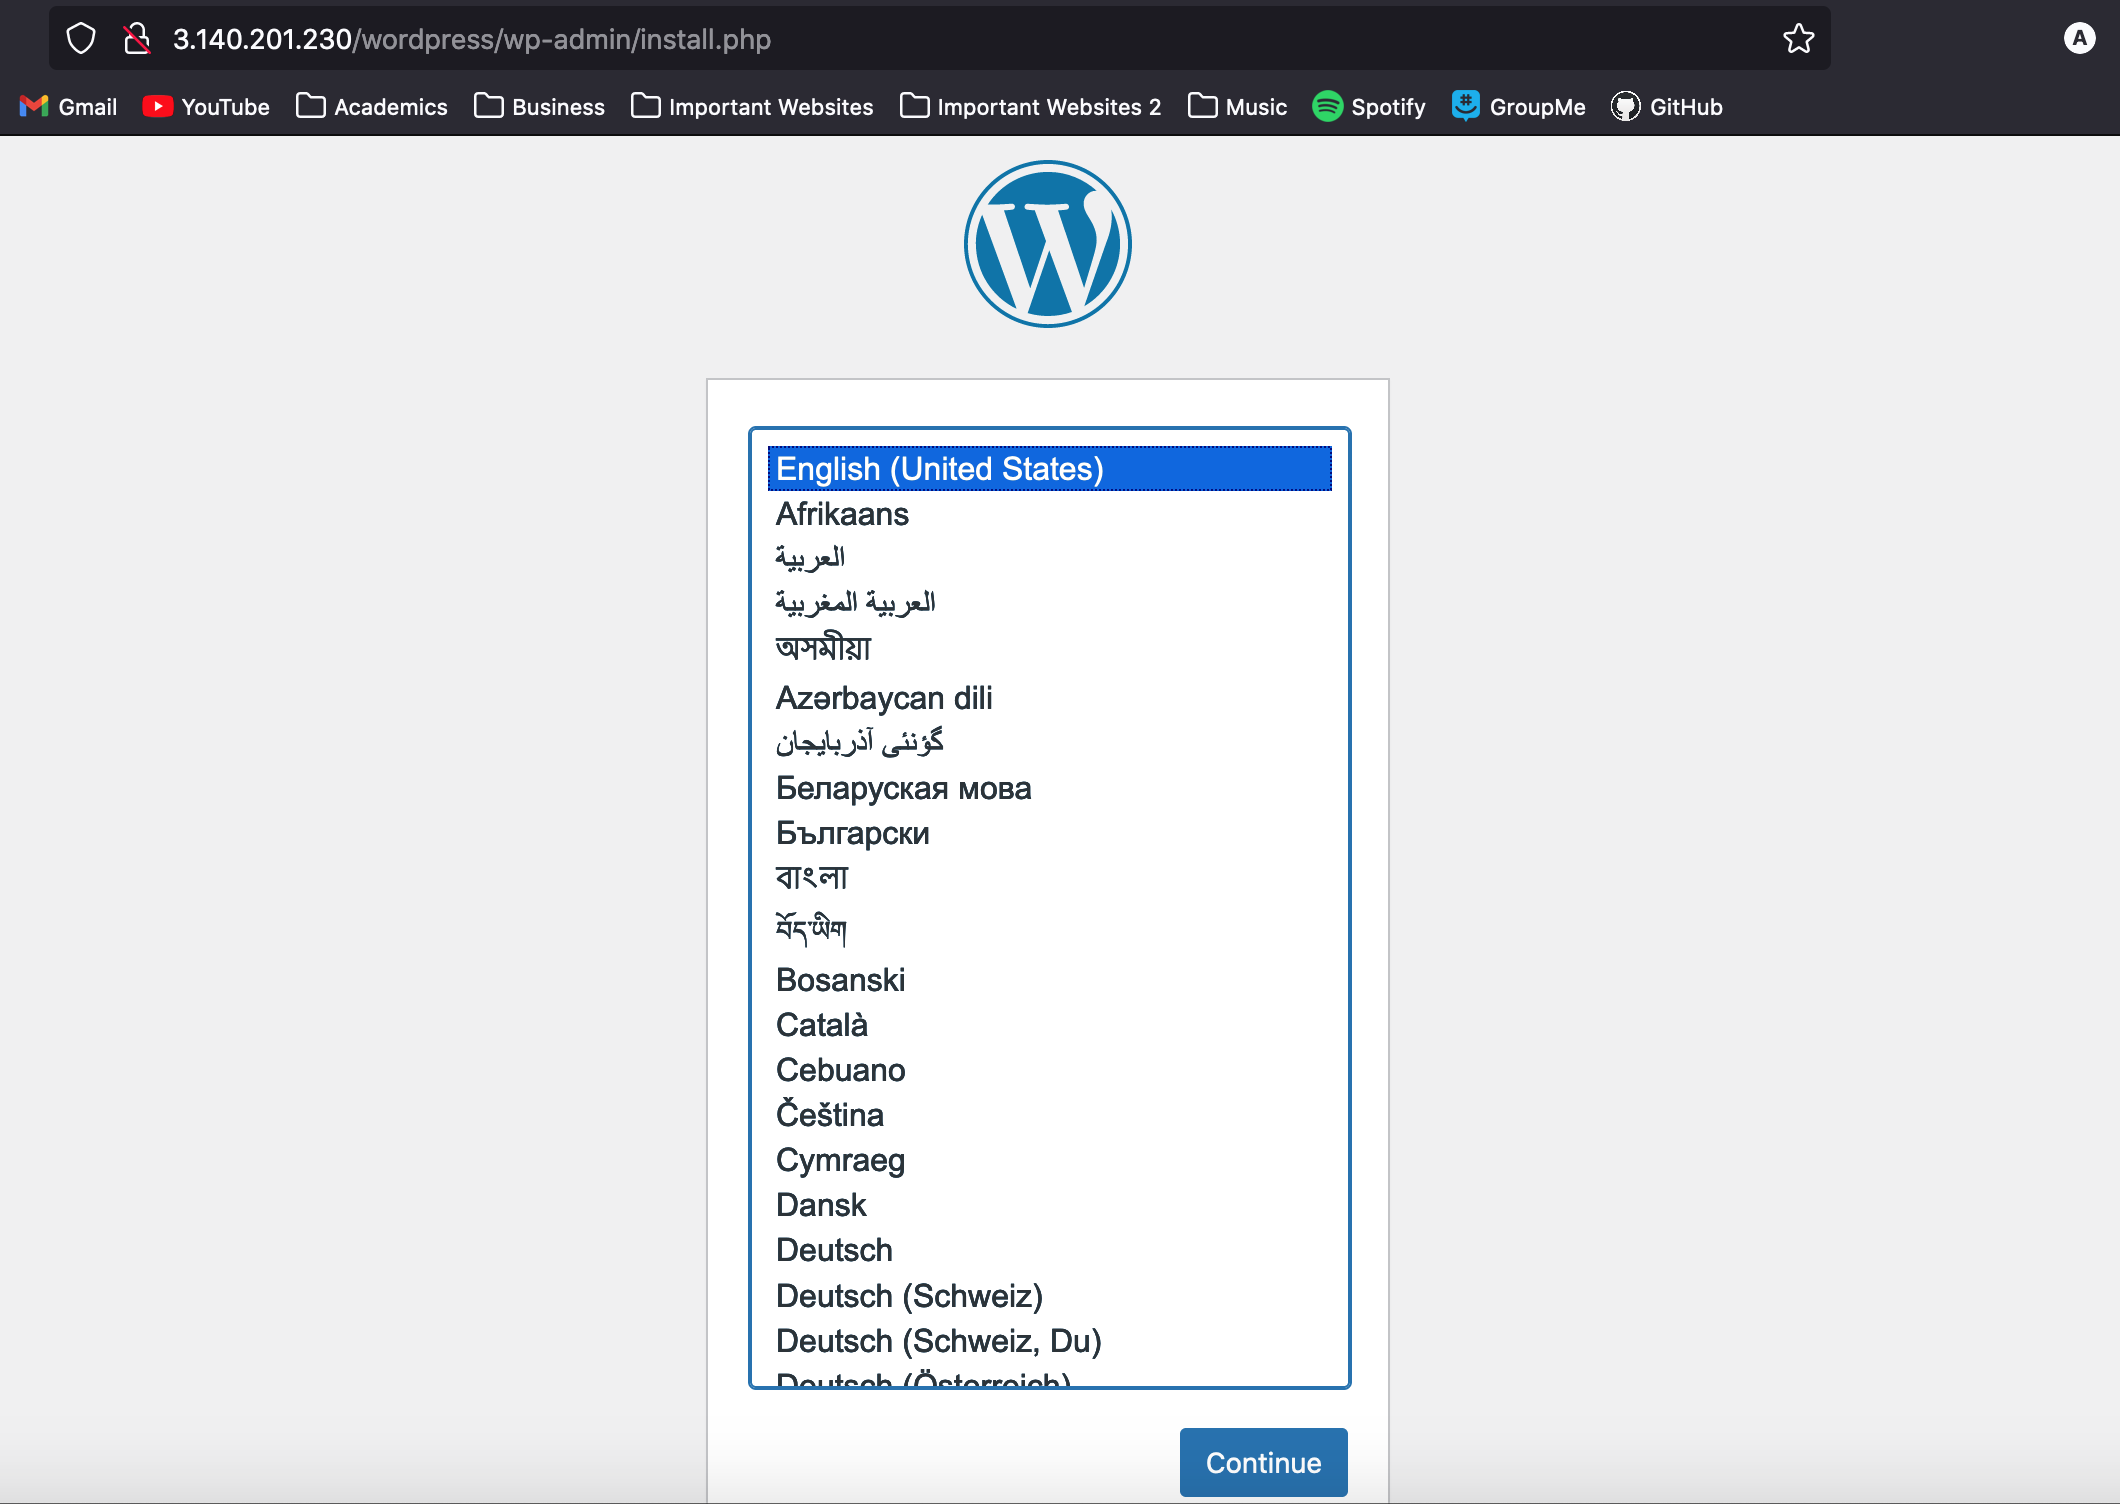 3.140.201.230/wordpress/wp-admin/install.php
A
Gmail YouTube Academics Business Important Websites Important Websites 2 Music Spotify GroupMe GitHub
English (United States)
Afrikaans
العربية
العربية المغربية
অসমীয়া
Azərbaycan dili
گؤنئی آذربایجان
Беларуская мова
Български
বাংলা
བོད་ཡིག
Bosanski
Català
Cebuano
Čeština
Cymraeg
Dansk
Deutsch
Deutsch (Schweiz)
Deutsch (Schweiz, Du)
Deutsch (Österreich)
Continue